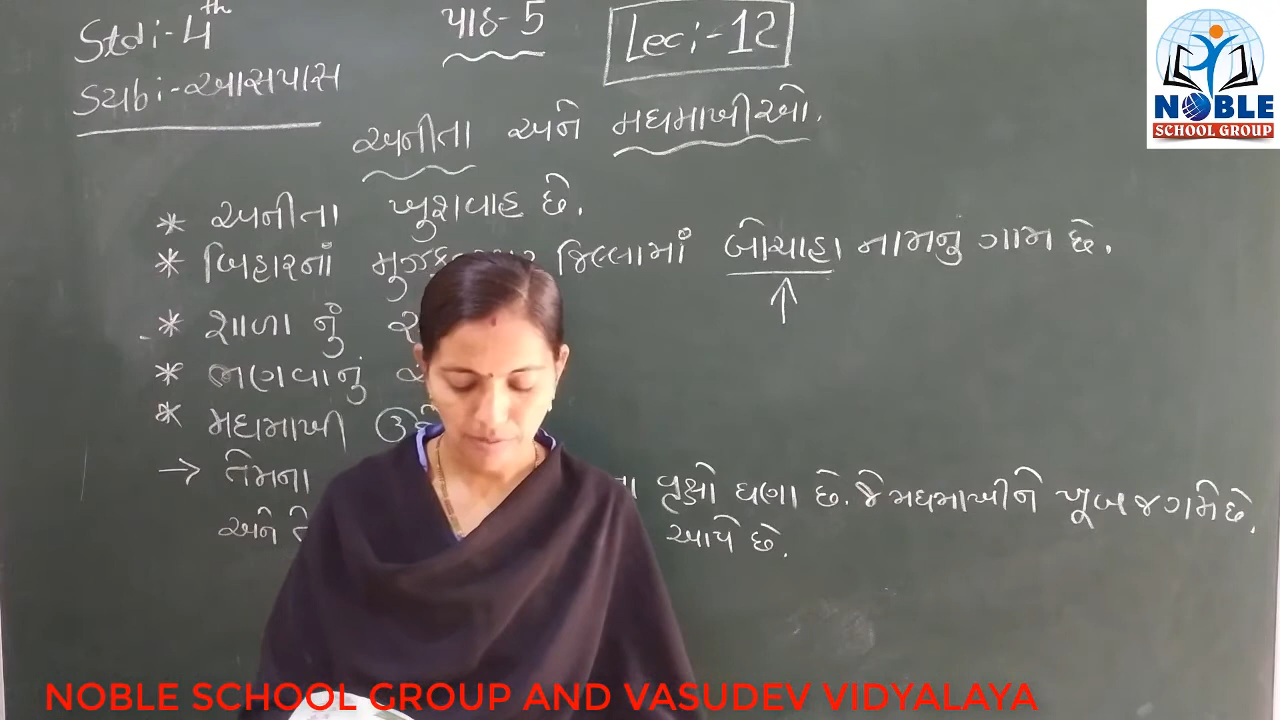 Std:-4th
પાઠ-5
Lec:-12
Sub:-આસપાસ
અનીતા અને મધમાખીઓ.
* અનીતા ખુશવાહ છે.
* બિહારનાં જિલ્લામાં બોચાહા નામનું ગામ છે.
* શાળા નું
* ભણવાનું
* મધમાખી
→ તેમના વૃક્ષો ઘણા છે. જે મધમાખીને ખૂબ જ ગમે છે.
અને આપે છે.
NOBLE
SCHOOL GROUP
NOBLE SCHOOL GROUP AND VASUDEV VIDYALAYA